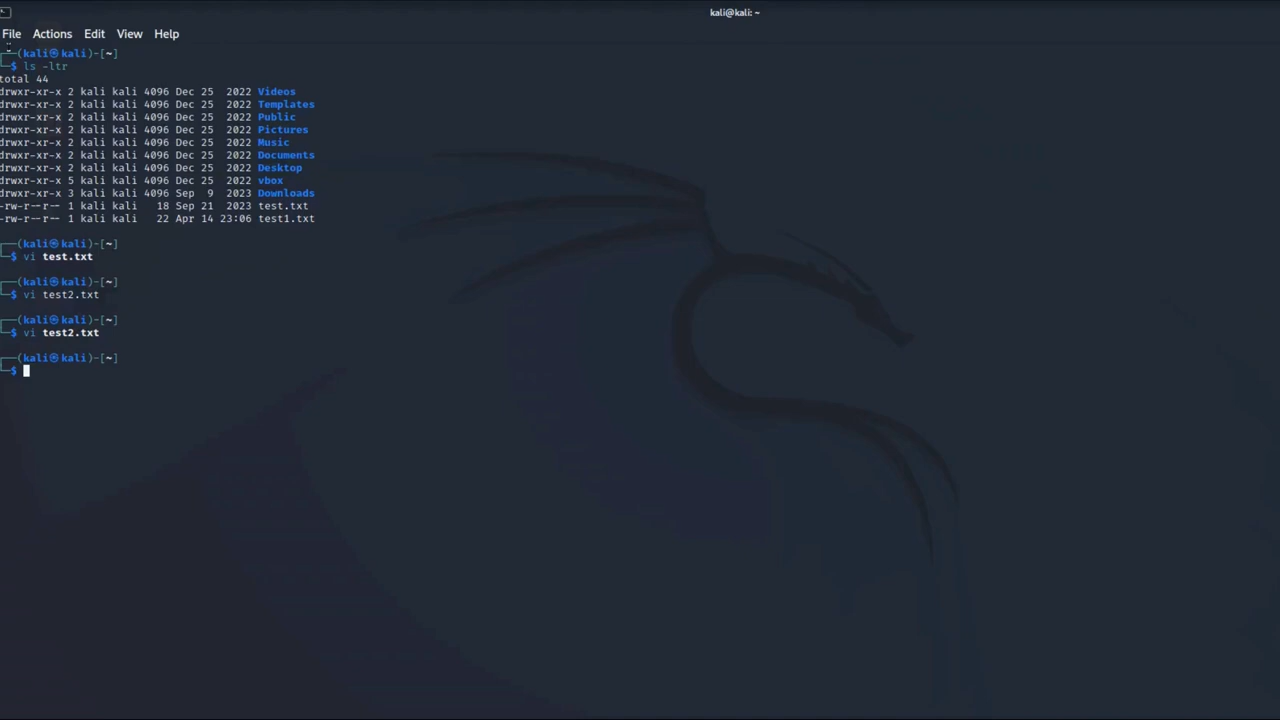 kali@kali: ~
File Actions Edit View Help
┌──(kali㉿kali)-[~]
└─$ ls -ltr
total 44
drwxr-xr-x 2 kali kali 4096 Dec 25  2022 Videos
drwxr-xr-x 2 kali kali 4096 Dec 25  2022 Templates
drwxr-xr-x 2 kali kali 4096 Dec 25  2022 Public
drwxr-xr-x 2 kali kali 4096 Dec 25  2022 Pictures
drwxr-xr-x 2 kali kali 4096 Dec 25  2022 Music
drwxr-xr-x 2 kali kali 4096 Dec 25  2022 Documents
drwxr-xr-x 2 kali kali 4096 Dec 25  2022 Desktop
drwxr-xr-x 5 kali kali 4096 Dec 25  2022 vbox
drwxr-xr-x 3 kali kali 4096 Sep  9  2023 Downloads
-rw-r--r-- 1 kali kali   18 Sep 21  2023 test.txt
-rw-r--r-- 1 kali kali   22 Apr 14 23:06 test1.txt
┌──(kali㉿kali)-[~]
└─$ vi test.txt
┌──(kali㉿kali)-[~]
└─$ vi test2.txt
┌──(kali㉿kali)-[~]
└─$ vi test2.txt
┌──(kali㉿kali)-[~]
└─$